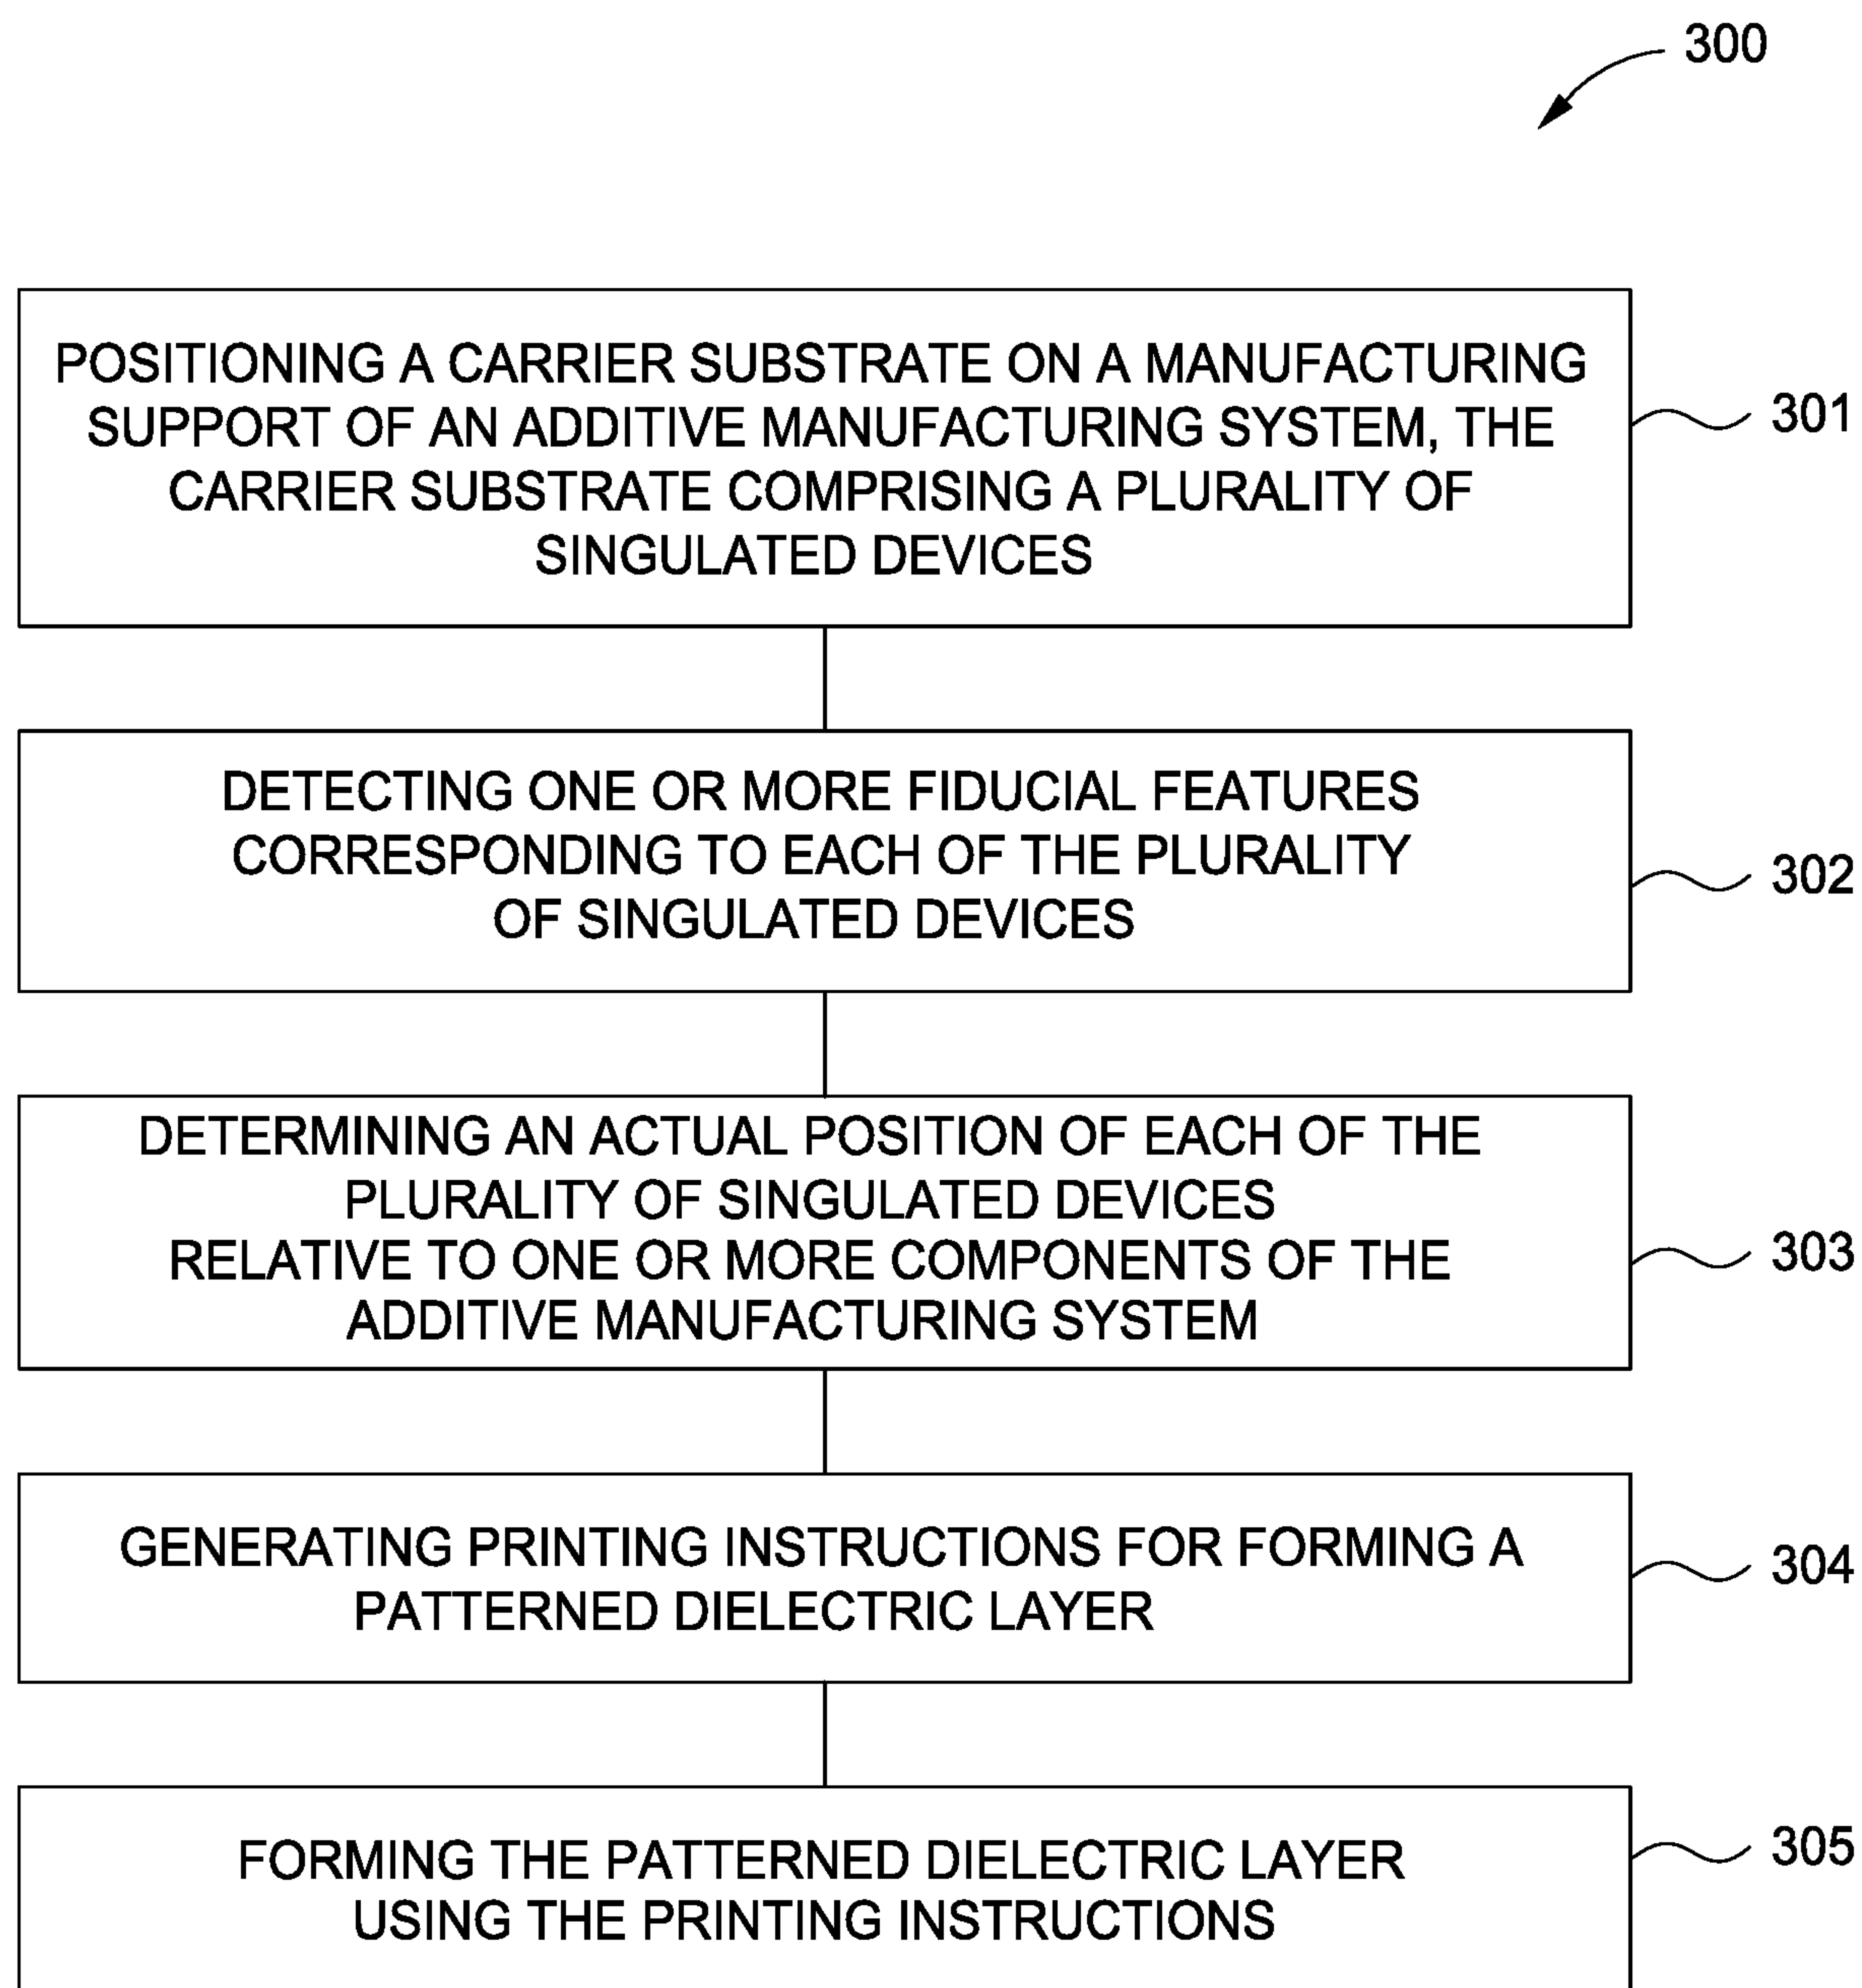 300
POSITIONING A CARRIER SUBSTRATE ON A MANUFACTURING
SUPPORT OF AN ADDITIVE MANUFACTURING SYSTEM, THE
CARRIER SUBSTRATE COMPRISING A PLURALITY OF
SINGULATED DEVICES
301
DETECTING ONE OR MORE FIDUCIAL FEATURES
CORRESPONDING TO EACH OF THE PLURALITY
OF SINGULATED DEVICES
302
DETERMINING AN ACTUAL POSITION OF EACH OF THE
PLURALITY OF SINGULATED DEVICES
RELATIVE TO ONE OR MORE COMPONENTS OF THE
ADDITIVE MANUFACTURING SYSTEM
303
GENERATING PRINTING INSTRUCTIONS FOR FORMING A
PATTERNED DIELECTRIC LAYER
304
FORMING THE PATTERNED DIELECTRIC LAYER
USING THE PRINTING INSTRUCTIONS
305